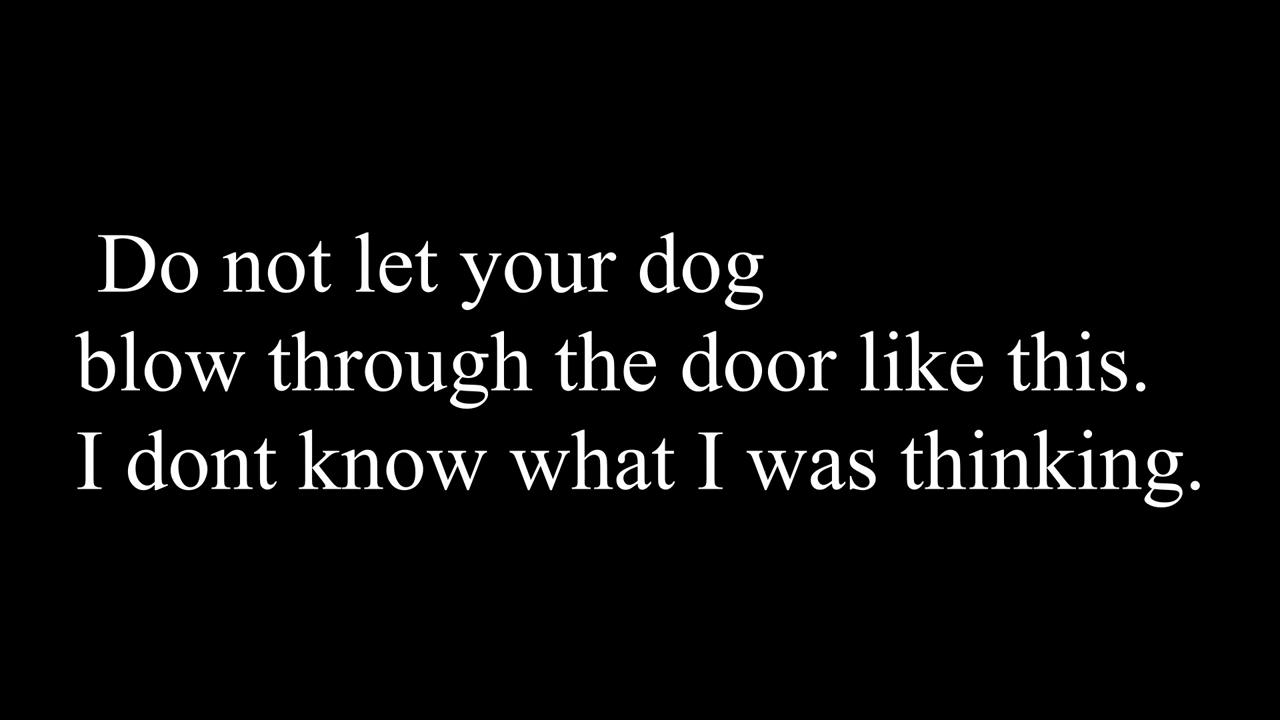 Do not let your dog
blow through the door like this.
I dont know what I was thinking.